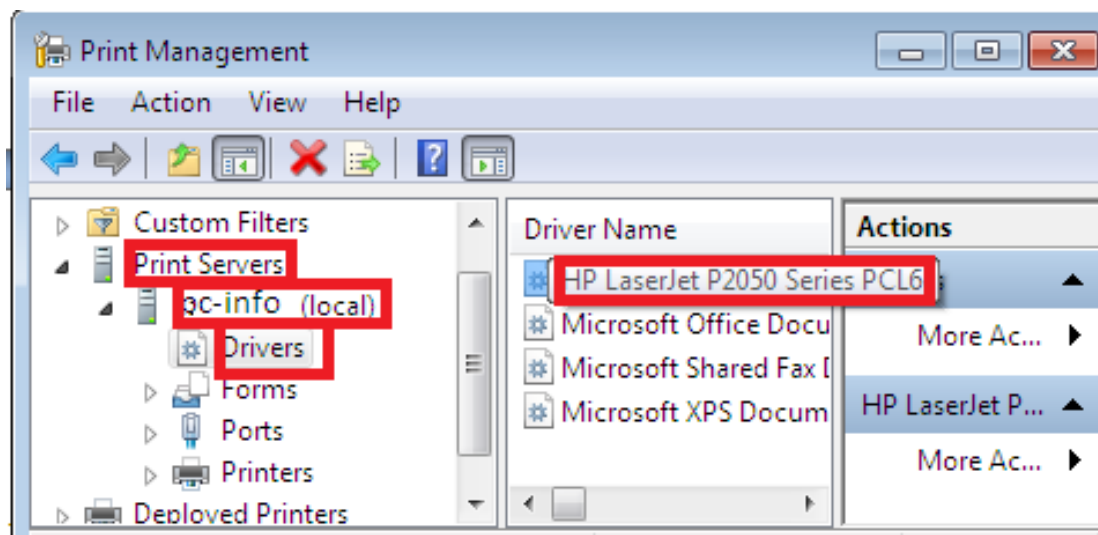 Print Management
File Action View Help
Custom Filters
Print Servers
pc-info (local)
Drivers
Forms
Ports
Printers
Deployed Printers
Driver Name
HP LaserJet P2050 Series PCL6
Microsoft Office Docu
Microsoft Shared Fax D
Microsoft XPS Docum
Actions
More Ac...
HP LaserJet P...
More Ac...